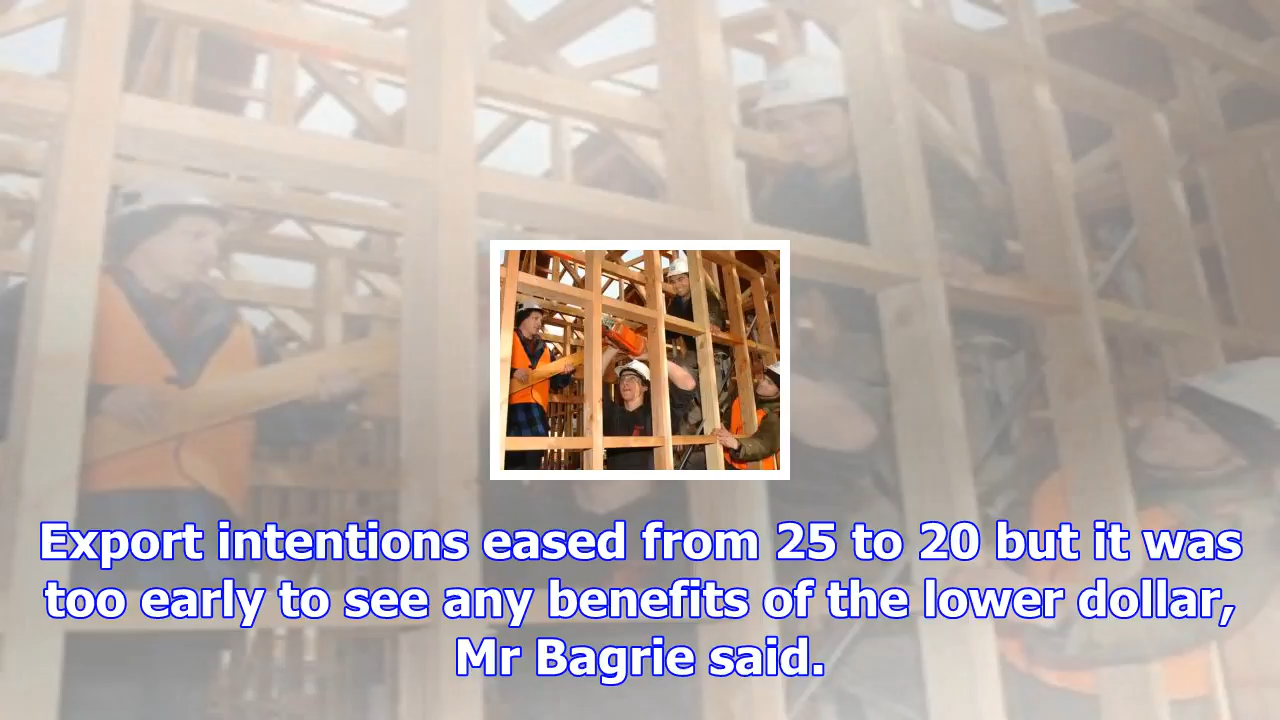 Export intentions eased from 25 to 20 but it was
too early to see any benefits of the lower dollar,
Mr Bagrie said.